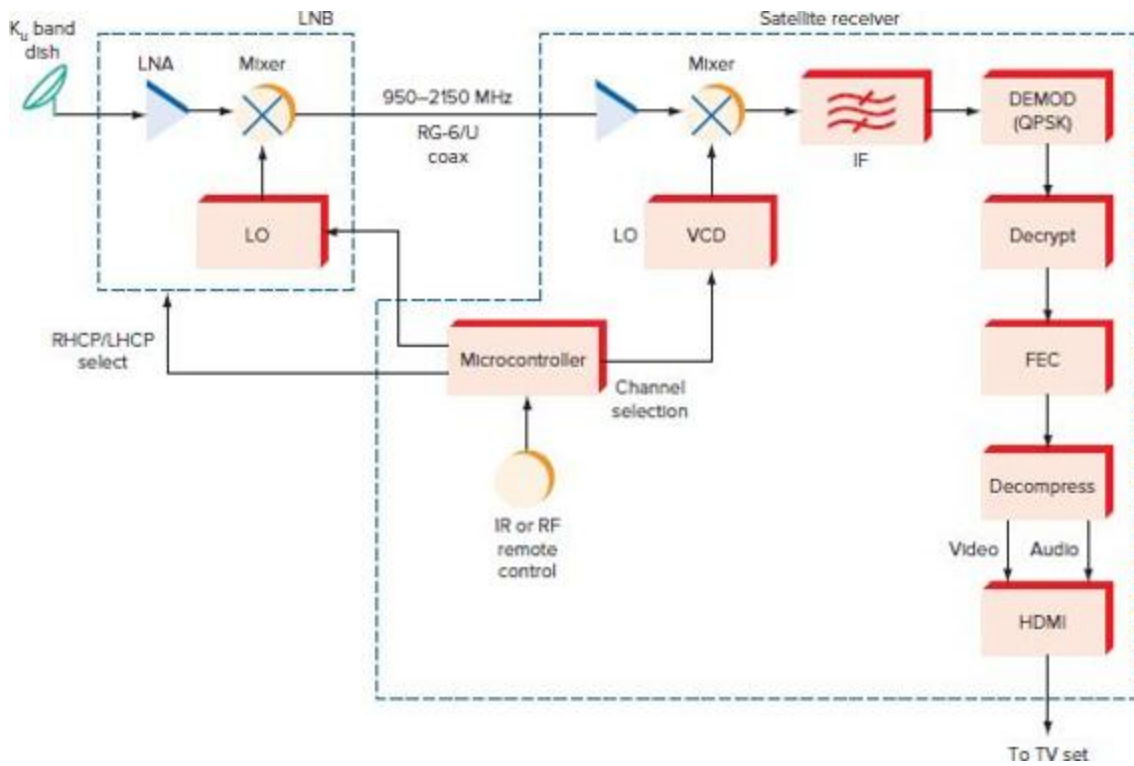 LNB
Satellite receiver
Ku band
dish
LNA
Mixer
950–2150 MHz
RG-6/U
coax
Mixer
IF
DEMOD
(QPSK)
LO
LO
VCD
Decrypt
RHCP/LHCP
select
Microcontroller
Channel
selection
FEC
IR or RF
remote
control
Decompress
Video
Audio
HDMI
To TV set